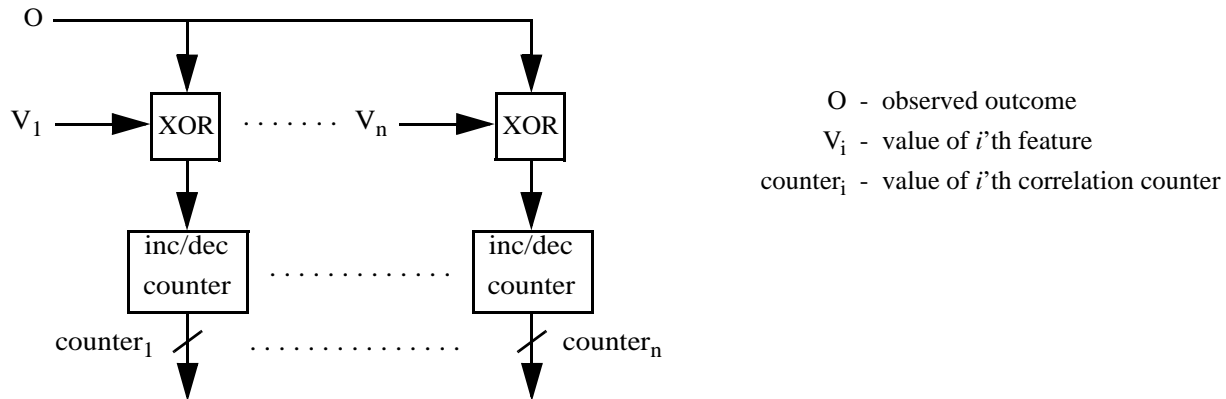 O
V1 XOR ....... Vn XOR
inc/dec counter ............. inc/dec counter
counter1 ............... countern
O - observed outcome
Vi - value of i'th feature
counteri - value of i'th correlation counter